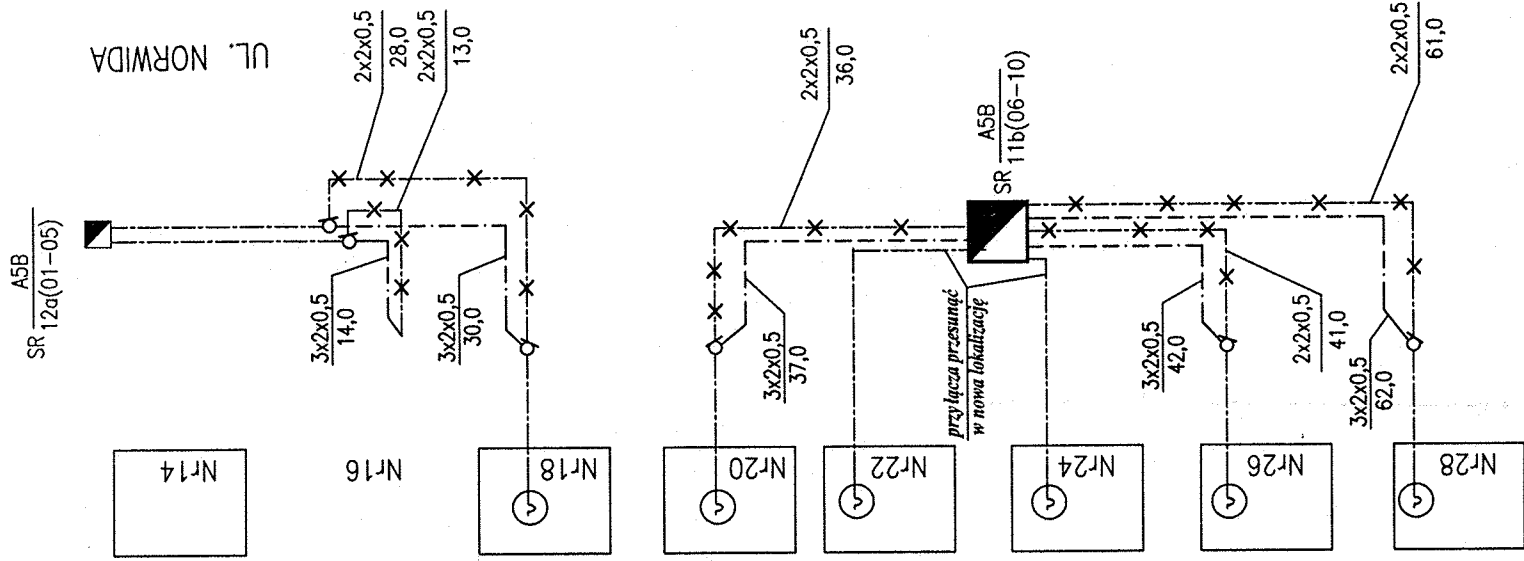 UL. NORWIDA
A5B
SR 12a(01-05)
2x2x0,5
28,0
2x2x0,5
13,0
3x2x0,5
14,0
3x2x0,5
30,0
2x2x0,5
36,0
3x2x0,5
37,0
A5B
SR 11b(06-10)
przyłącza przesunąć
w nowa lokalizację
3x2x0,5
42,0
2x2x0,5
41,0
3x2x0,5
62,0
2x2x0,5
61,0
Nr14
Nr16
Nr18
Nr20
Nr22
Nr24
Nr26
Nr28